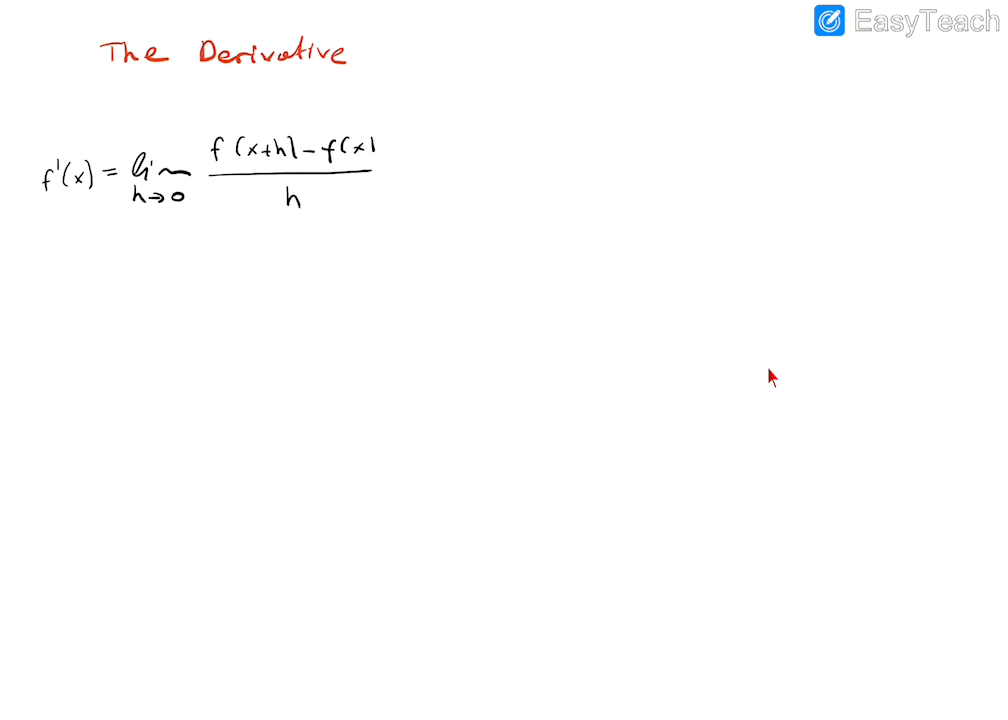 EasyTeach
The Derivative
f'(x) = lim h→0 f(x+h) - f(x) / h